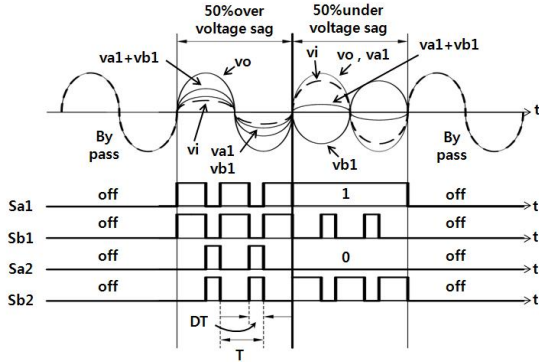 50%over
voltage sag
50%under
voltage sag
va1+vb1
vo
vi
vo , va1
va1+vb1
t
By
pass
vi
va1
vb1
vb1
By
pass
Sa1
off
1
off
t
Sb1
off
off
t
Sa2
off
0
off
t
Sb2
off
off
t
DT
T